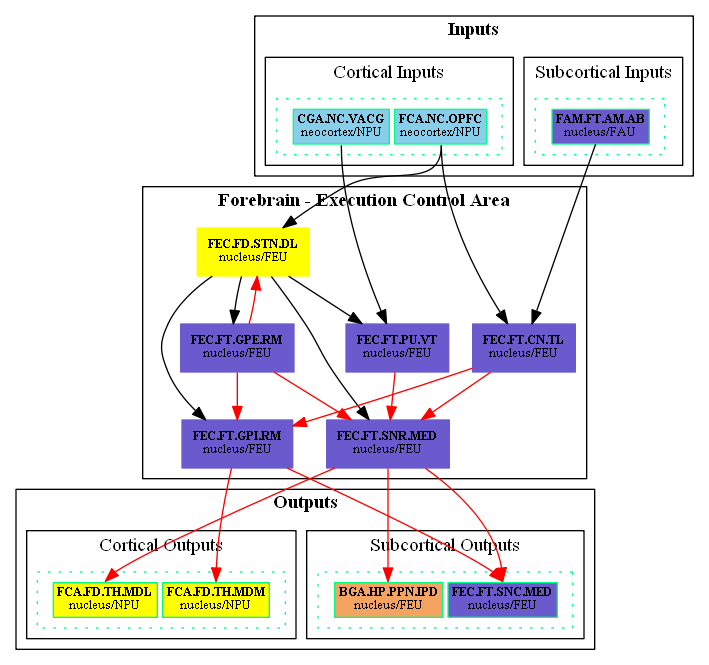 Inputs
Cortical Inputs
Subcortical Inputs
CGA.NC.VACG
neocortex/NPU
FCA.NC.OPFC
neocortex/NPU
FAM.FT.AM.AB
nucleus/FAU
Forebrain - Execution Control Area
FEC.FD.STN.DL
nucleus/FEU
FEC.FT.GPE.RM
nucleus/FEU
FEC.FT.PU.VT
nucleus/FEU
FEC.FT.CN.TL
nucleus/FEU
FEC.FT.GPI.RM
nucleus/FEU
FEC.FT.SNR.MED
nucleus/FEU
Outputs
Cortical Outputs
Subcortical Outputs
FCA.FD.TH.MDL
nucleus/NPU
FCA.FD.TH.MDM
nucleus/NPU
BGA.HP.PPN.IPD
nucleus/FEU
FEC.FT.SNC.MED
nucleus/FEU